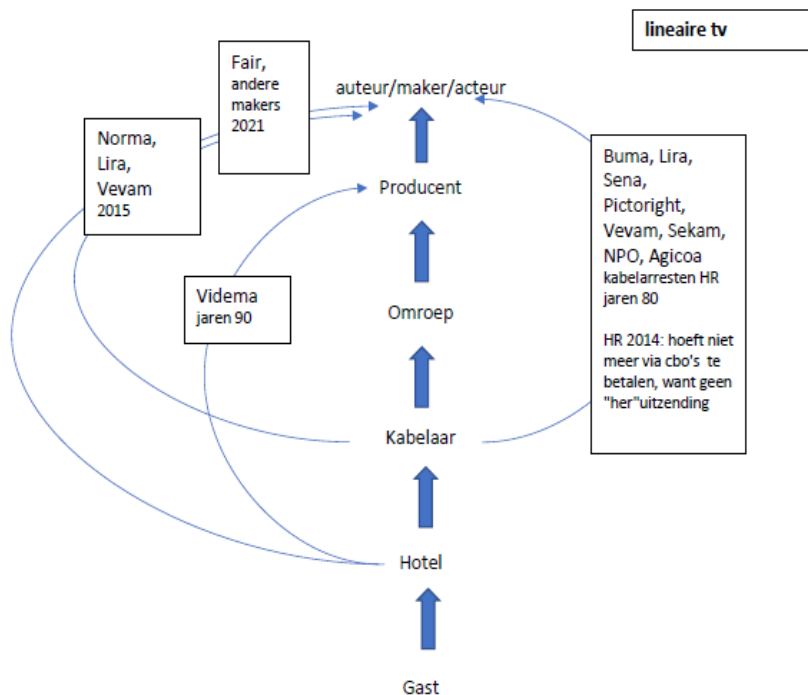 lineaire tv
Fair,
andere
makers
2021
auteur/maker/acteur
Norma,
Lira,
Vevam
2015
Buma, Lira,
Sena,
Pictoright,
Vevam, Sekam,
NPO, Agicoa
kabelarresten HR
jaren 80
HR 2014: hoeft niet
meer via cbo's te
betalen, want geen
"her"uitzending
Producent
Videma
jaren 90
Omroep
Kabelaar
Hotel
Gast